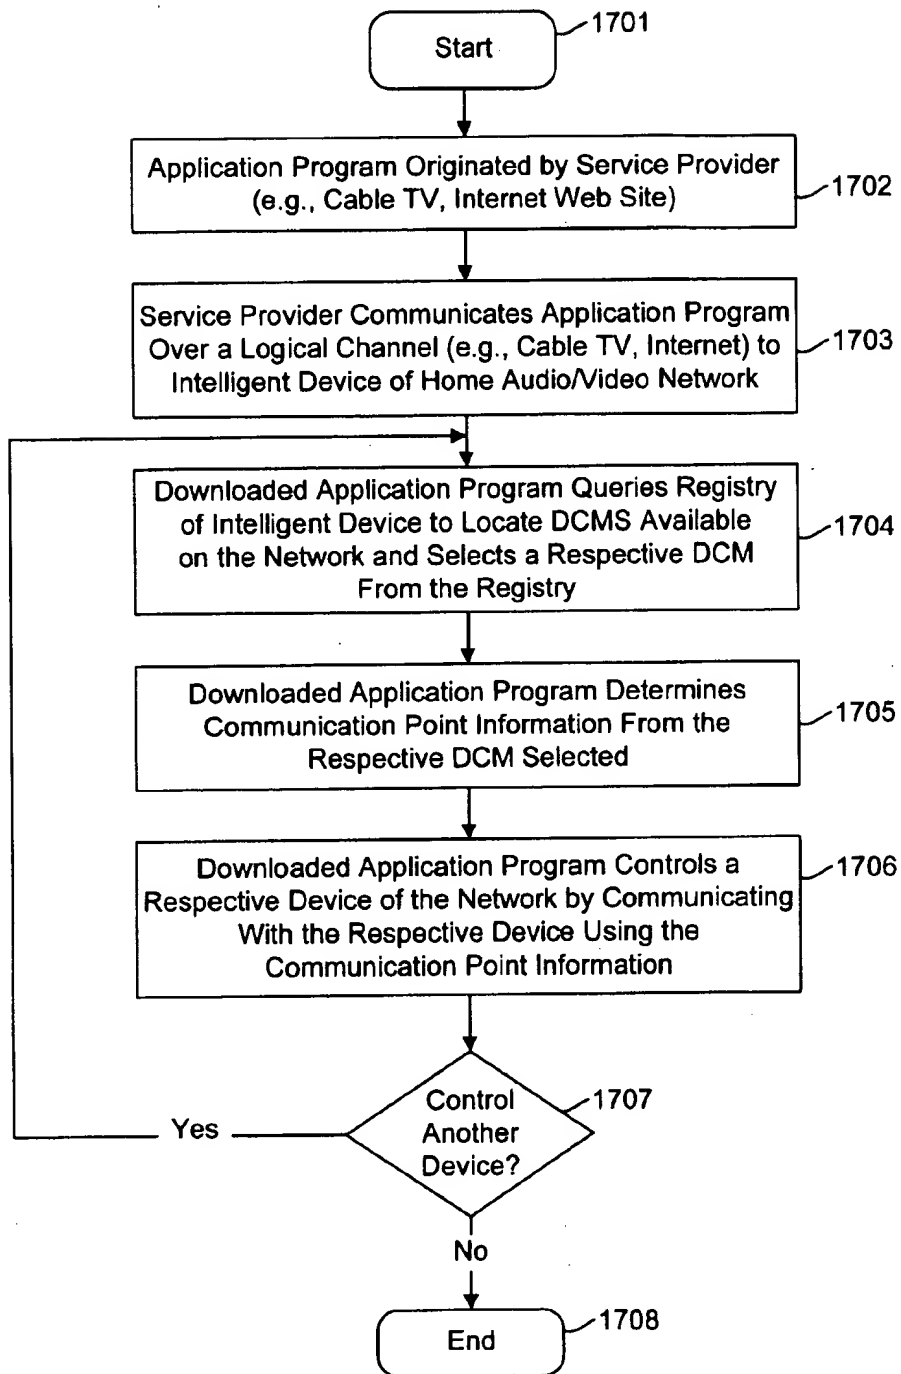 Start
1701
Application Program Originated by Service Provider
(e.g., Cable TV, Internet Web Site)
1702
Service Provider Communicates Application Program
Over a Logical Channel (e.g., Cable TV, Internet) to
Intelligent Device of Home Audio/Video Network
1703
Downloaded Application Program Queries Registry
of Intelligent Device to Locate DCMS Available
on the Network and Selects a Respective DCM
From the Registry
1704
Downloaded Application Program Determines
Communication Point Information From the
Respective DCM Selected
1705
Downloaded Application Program Controls a
Respective Device of the Network by Communicating
With the Respective Device Using the
Communication Point Information
1706
Control
Another
Device?
1707
Yes
No
End
1708